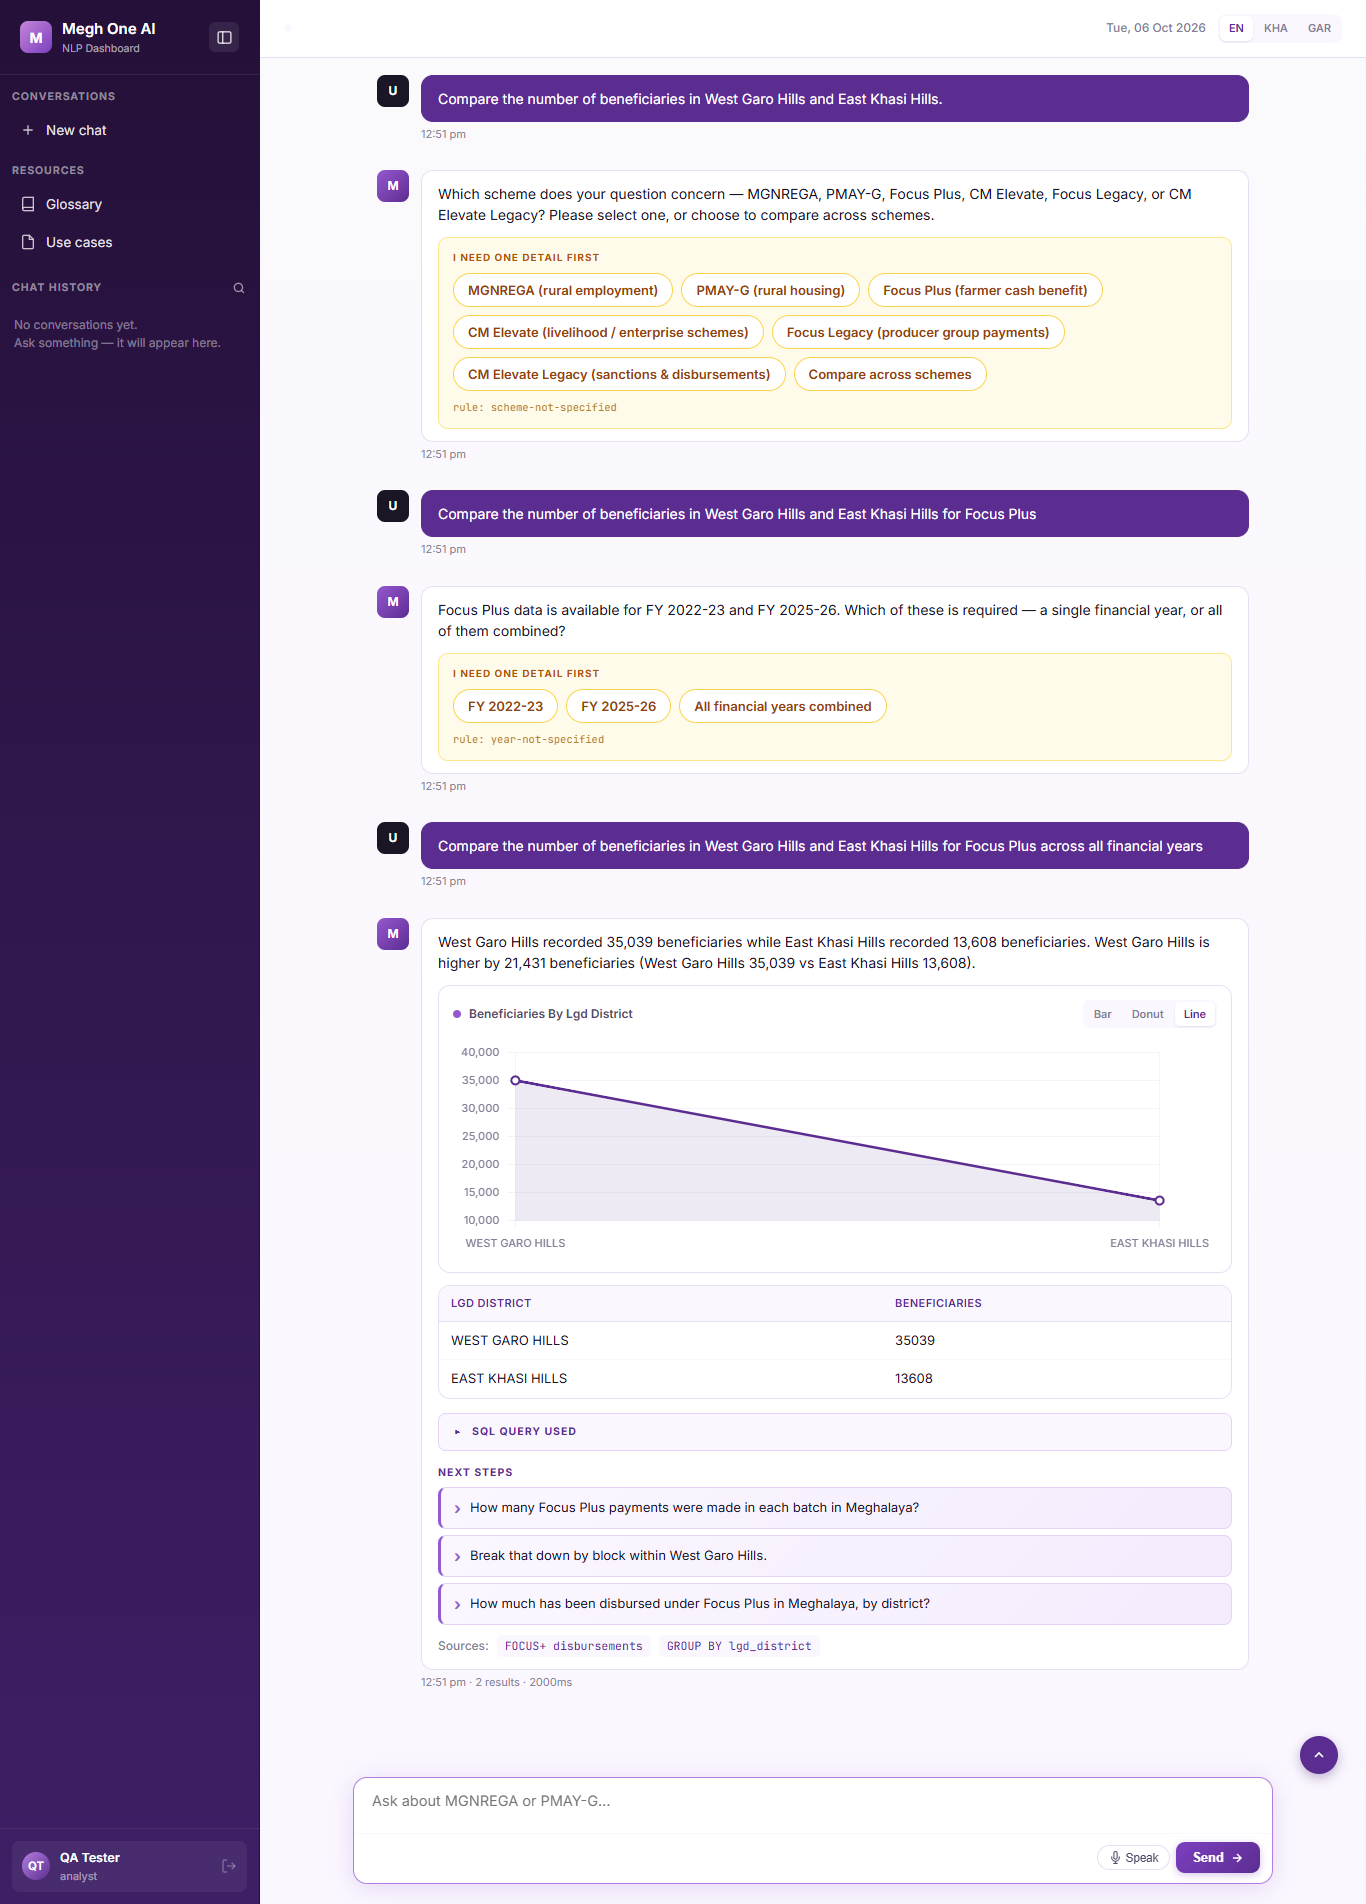 M
Megh One AI
NLP Dashboard
CONVERSATIONS
+ New chat
RESOURCES
Glossary
Use cases
CHAT HISTORY
No conversations yet.
Ask something — it will appear here.
QT
QA Tester
analyst
Tue, 06 Oct 2026
EN KHA GAR
U
Compare the number of beneficiaries in West Garo Hills and East Khasi Hills.
12:51 pm
M
Which scheme does your question concern — MGNREGA, PMAY-G, Focus Plus, CM Elevate, Focus Legacy, or CM
Elevate Legacy? Please select one, or choose to compare across schemes.
I NEED ONE DETAIL FIRST
MGNREGA (rural employment) PMAY-G (rural housing) Focus Plus (farmer cash benefit)
CM Elevate (livelihood / enterprise schemes) Focus Legacy (producer group payments)
CM Elevate Legacy (sanctions & disbursements) Compare across schemes
rule: scheme-not-specified
12:51 pm
U
Compare the number of beneficiaries in West Garo Hills and East Khasi Hills for Focus Plus
12:51 pm
M
Focus Plus data is available for FY 2022-23 and FY 2025-26. Which of these is required — a single financial year, or all
of them combined?
I NEED ONE DETAIL FIRST
FY 2022-23 FY 2025-26 All financial years combined
rule: year-not-specified
12:51 pm
U
Compare the number of beneficiaries in West Garo Hills and East Khasi Hills for Focus Plus across all financial years
12:51 pm
M
West Garo Hills recorded 35,039 beneficiaries while East Khasi Hills recorded 13,608 beneficiaries. West Garo Hills is
higher by 21,431 beneficiaries (West Garo Hills 35,039 vs East Khasi Hills 13,608).
Beneficiaries By Lgd District
Bar Donut Line
40,000
35,000
30,000
25,000
20,000
15,000
10,000
WEST GARO HILLS EAST KHASI HILLS
LGD DISTRICT BENEFICIARIES
WEST GARO HILLS 35039
EAST KHASI HILLS 13608
SQL QUERY USED
NEXT STEPS
How many Focus Plus payments were made in each batch in Meghalaya?
Break that down by block within West Garo Hills.
How much has been disbursed under Focus Plus in Meghalaya, by district?
Sources: FOCUS+ disbursements GROUP BY lgd_district
12:51 pm · 2 results · 2000ms
Ask about MGNREGA or PMAY-G...
Speak
Send →